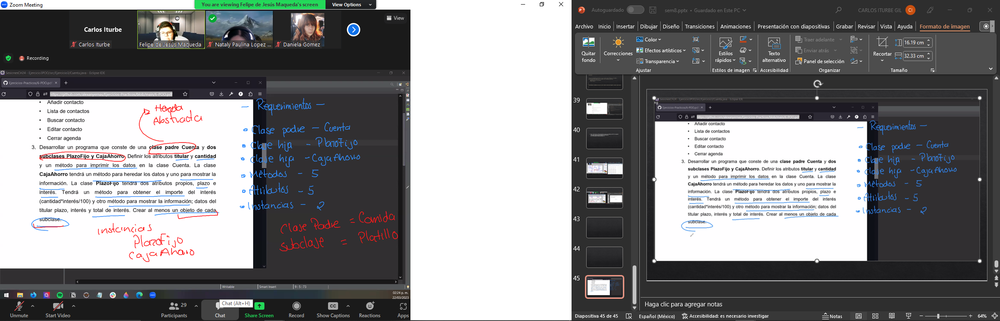 Zoom Meeting
You are viewing Felipe de Jesús Maqueda's screen
View Options
Carlos Iturbe
Carlos Iturbe
Felipe de Jesús Maqueda
Nataly Paulina Lopez ...
Daniela Gomez
View
Recording
SesionesCH24 - Ejercicio3POO/src/Ejercicio3/Cuenta.java - Eclipse IDE
Ejercicios-Practicos/6-POO.pdf
https://github.com/alexanyernas/Ejercicios-Practicos/blob/main/6-POO.pdf
• Añadir contacto
• Lista de contactos
• Buscar contacto
• Editar contacto
• Cerrar agenda
Hereda
Abstracta
3. Desarrollar un programa que conste de una clase padre Cuenta y dos
subclases PlazoFijo y CajaAhorro. Definir los atributos titular y cantidad
y un método para imprimir los datos en la clase Cuenta. La clase
CajaAhorro tendrá un método para heredar los datos y uno para mostrar la
información. La clase PlazoFijo tendrá dos atributos propios, plazo e
interés. Tendrá un método para obtener el importe del interés
(cantidad*interés/100) y otro método para mostrar la información; datos del
titular plazo, interés y total de interés. Crear al menos un objeto de cada
subclase.
instancias
PlazoFijo
CajaAhorro
- Requerimientos -
• Clase padre - Cuenta
• Clase hija - PlazoFijo
• Clase hija - CajaAhorro
• Métodos - 5
• Atributos - 5
• Instancias - 2
Clase Padre = Comida
subclase = Platillo
Writable
Smart Insert
9 : 5 : 73
02:24 p. m.
22/03/2023
Chat (Alt+H)
Unmute
Start Video
Participants
29
Chat
Share Screen
Record
Show Captions
Reactions
Apps
Autoguardado
sem8.pptx • Guardado en Este PC
CARLOS ITURBE GIL
CI
Archivo
Inicio
Insertar
Dibujar
Diseño
Transiciones
Animaciones
Presentación con diapositivas
Grabar
Revisar
Vista
Ayuda
Formato de imagen
Quitar
fondo
Correcciones
Color
Efectos artísticos
Transparencia
Ajustar
Estilos
rápidos
Estilos de imagen
Texto
alternativo
Accesibilidad
Traer adelante
Enviar atrás
Panel de selección
Organizar
Recortar
16.19 cm
32.33 cm
Tamaño
39
40
41
42
43
44
45
SesionesCH24 - Ejercicio3POO/src/Ejercicio3/Cuenta.java - Eclipse IDE
ng
Ejercicios-Practicos/6-POO.pdf
https://github.com/alexanyernas/Ejercicios-Practicos/blob/main/6-POO.pdf
• Añadir contacto
• Lista de contactos
• Buscar contacto
• Editar contacto
• Cerrar agenda
3. Desarrollar un programa que conste de una clase padre Cuenta y dos
subclases PlazoFijo y CajaAhorro. Definir los atributos titular y cantidad
y un método para imprimir los datos en la clase Cuenta. La clase
CajaAhorro tendrá un método para heredar los datos y uno para mostrar la
información. La clase PlazoFijo tendrá dos atributos propios, plazo e
interés. Tendrá un método para obtener el importe del interés
(cantidad*interés/100) y otro método para mostrar la información; datos del
titular plazo, interés y total de interés. Crear al menos un objeto de cada
subclase.
- Requerimientos -
• Clase padre - Cuenta
• Clase hija - PlazoFijo
• Clase hija - CajaAhorro
• Métodos - 5
• Atributos - 5
• Instancias - 2
Haga clic para agregar notas
Diapositiva 45 de 45
Español (México)
Accesibilidad: es necesario investigar
Notas
64%